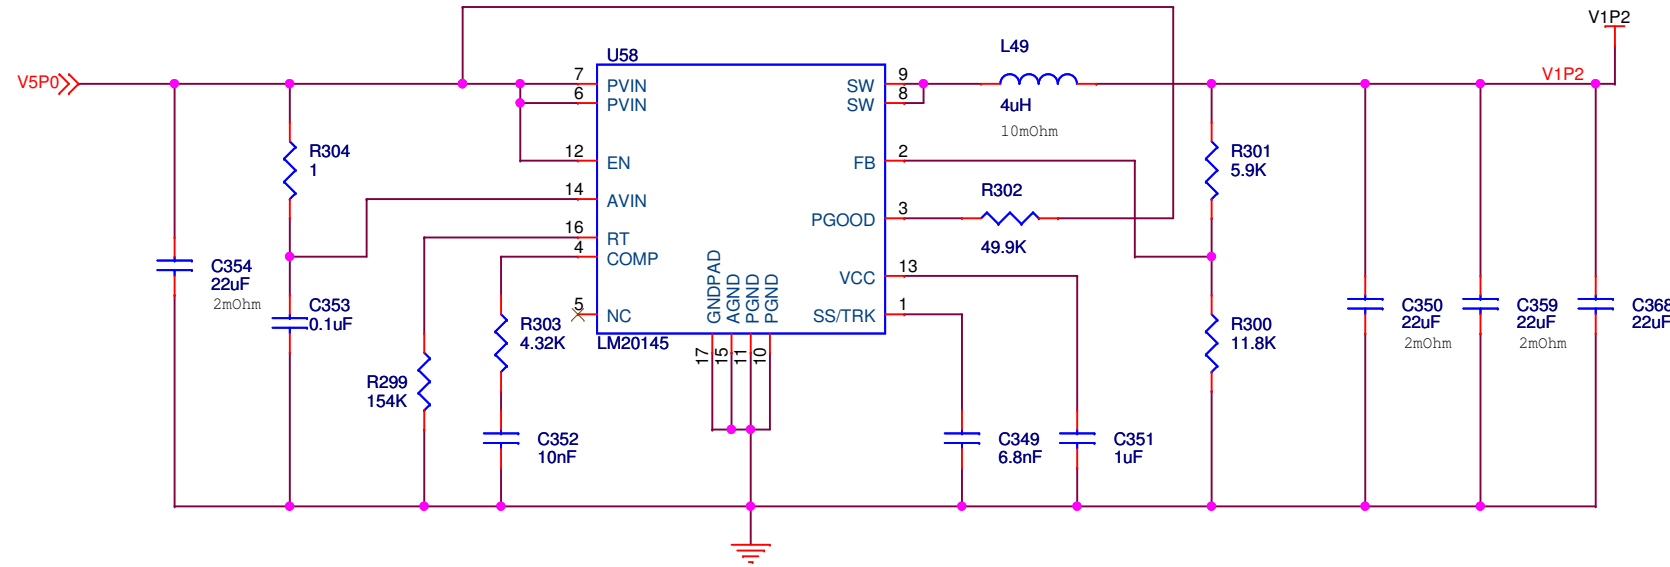 V1P2
U58
L49
V5P0
7
PVIN
6
PVIN
SW
9
SW
8
V1P2
4uH
10mOhm
R304
1
12
EN
FB
2
R301
5.9K
14
AVIN
R302
PGOOD
3
16
RT
4
COMP
49.9K
C354
22uF
2mOhm
VCC
13
C353
0.1uF
5
NC
GNDPAD
AGND
PGND
PGND
SS/TRK
1
C350
22uF
2mOhm
C359
22uF
2mOhm
C368
22uF
R303
4.32K
R300
11.8K
LM20145
17
15
11
10
R299
154K
C352
10nF
C349
6.8nF
C351
1uF